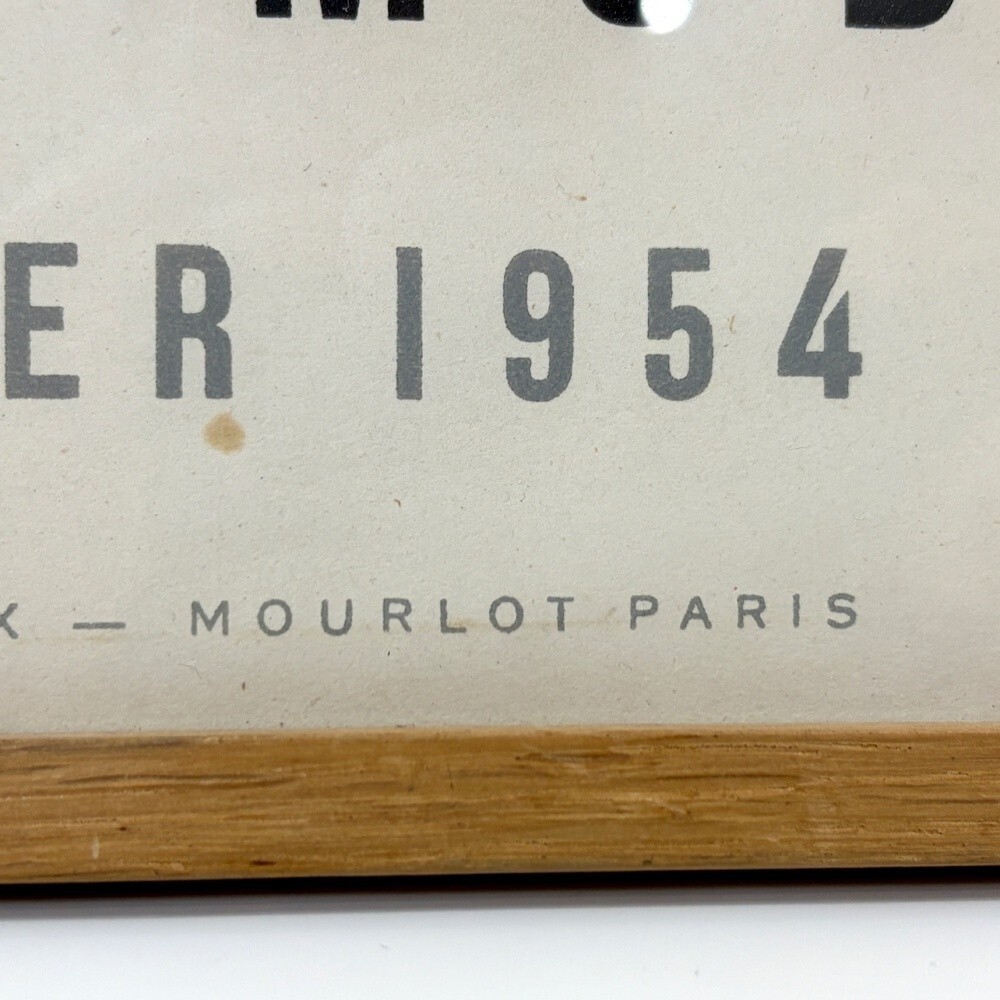 ER 1954
X — MOURLOT PARIS